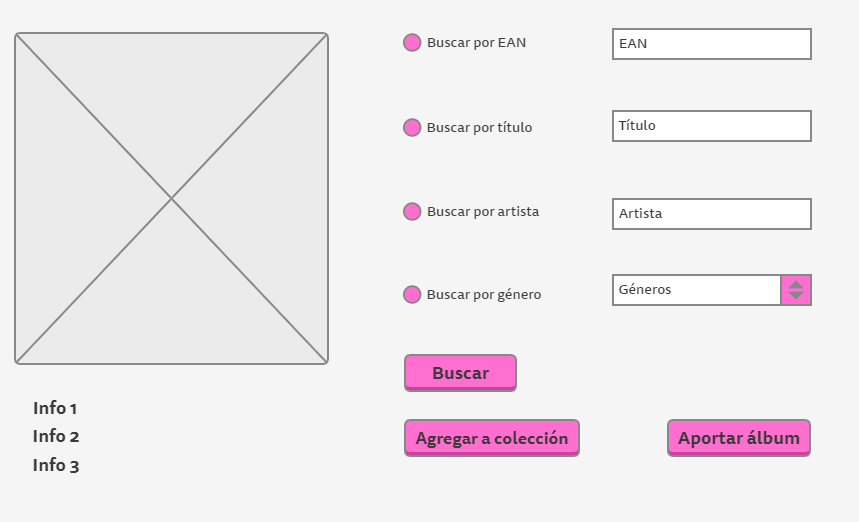 Buscar por EAN
EAN
Buscar por título
Título
Buscar por artista
Artista
Buscar por género
Géneros
Buscar
Agregar a colección
Aportar álbum
Info 1
Info 2
Info 3